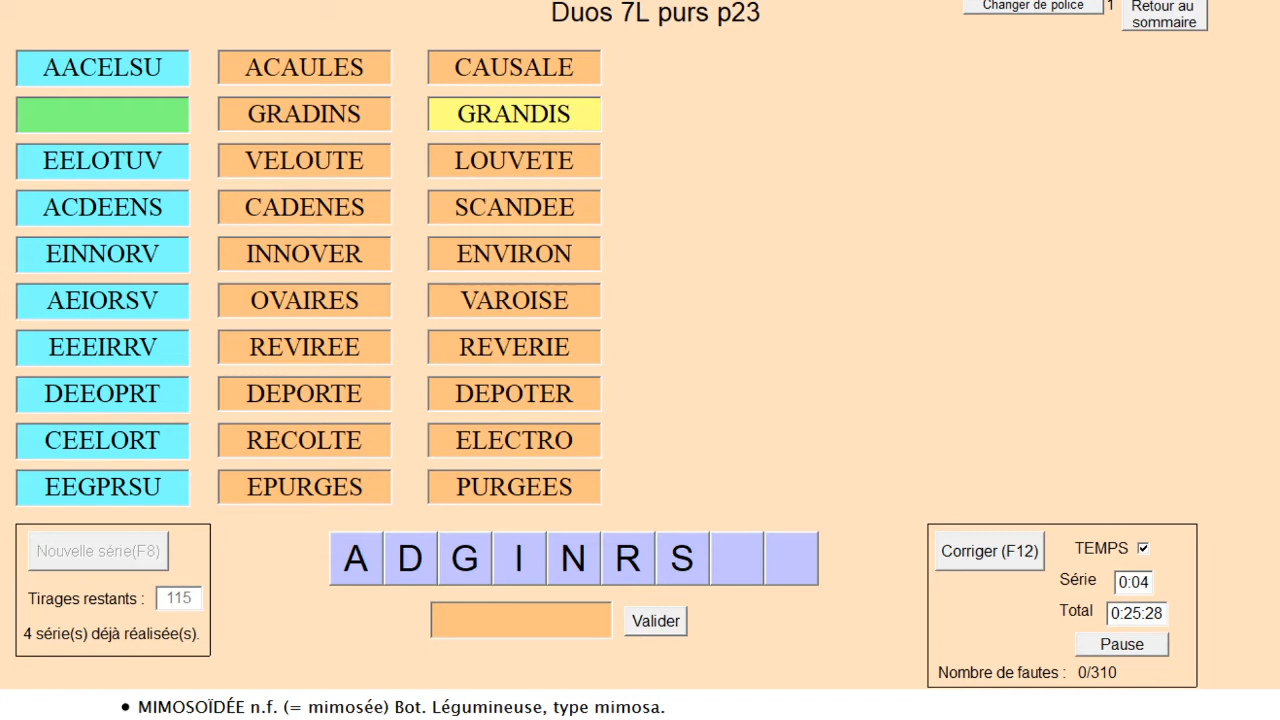 Duos 7L purs p23
Changer de police
1
Retour au
sommaire
AACELSU ACAULES CAUSALE
GRADINS GRANDIS
EELOTUV VELOUTE LOUVETE
ACDEENS CADENES SCANDEE
EINNORV INNOVER ENVIRON
AEIORSV OVAIRES VAROISE
EEEIRRV REVIREE REVERIE
DEEOPRT DEPORTE DEPOTER
CEELORT RECOLTE ELECTRO
EEGPRSU EPURGES PURGEES
Nouvelle série(F8)
Tirages restants : 115
4 série(s) déjà réalisée(s).
A D G I N R S
Valider
Corriger (F12)
TEMPS
Série 0:04
Total 0:25:28
Pause
Nombre de fautes : 0/310
• MIMOSOÏDÉE n.f. (= mimosée) Bot. Légumineuse, type mimosa.